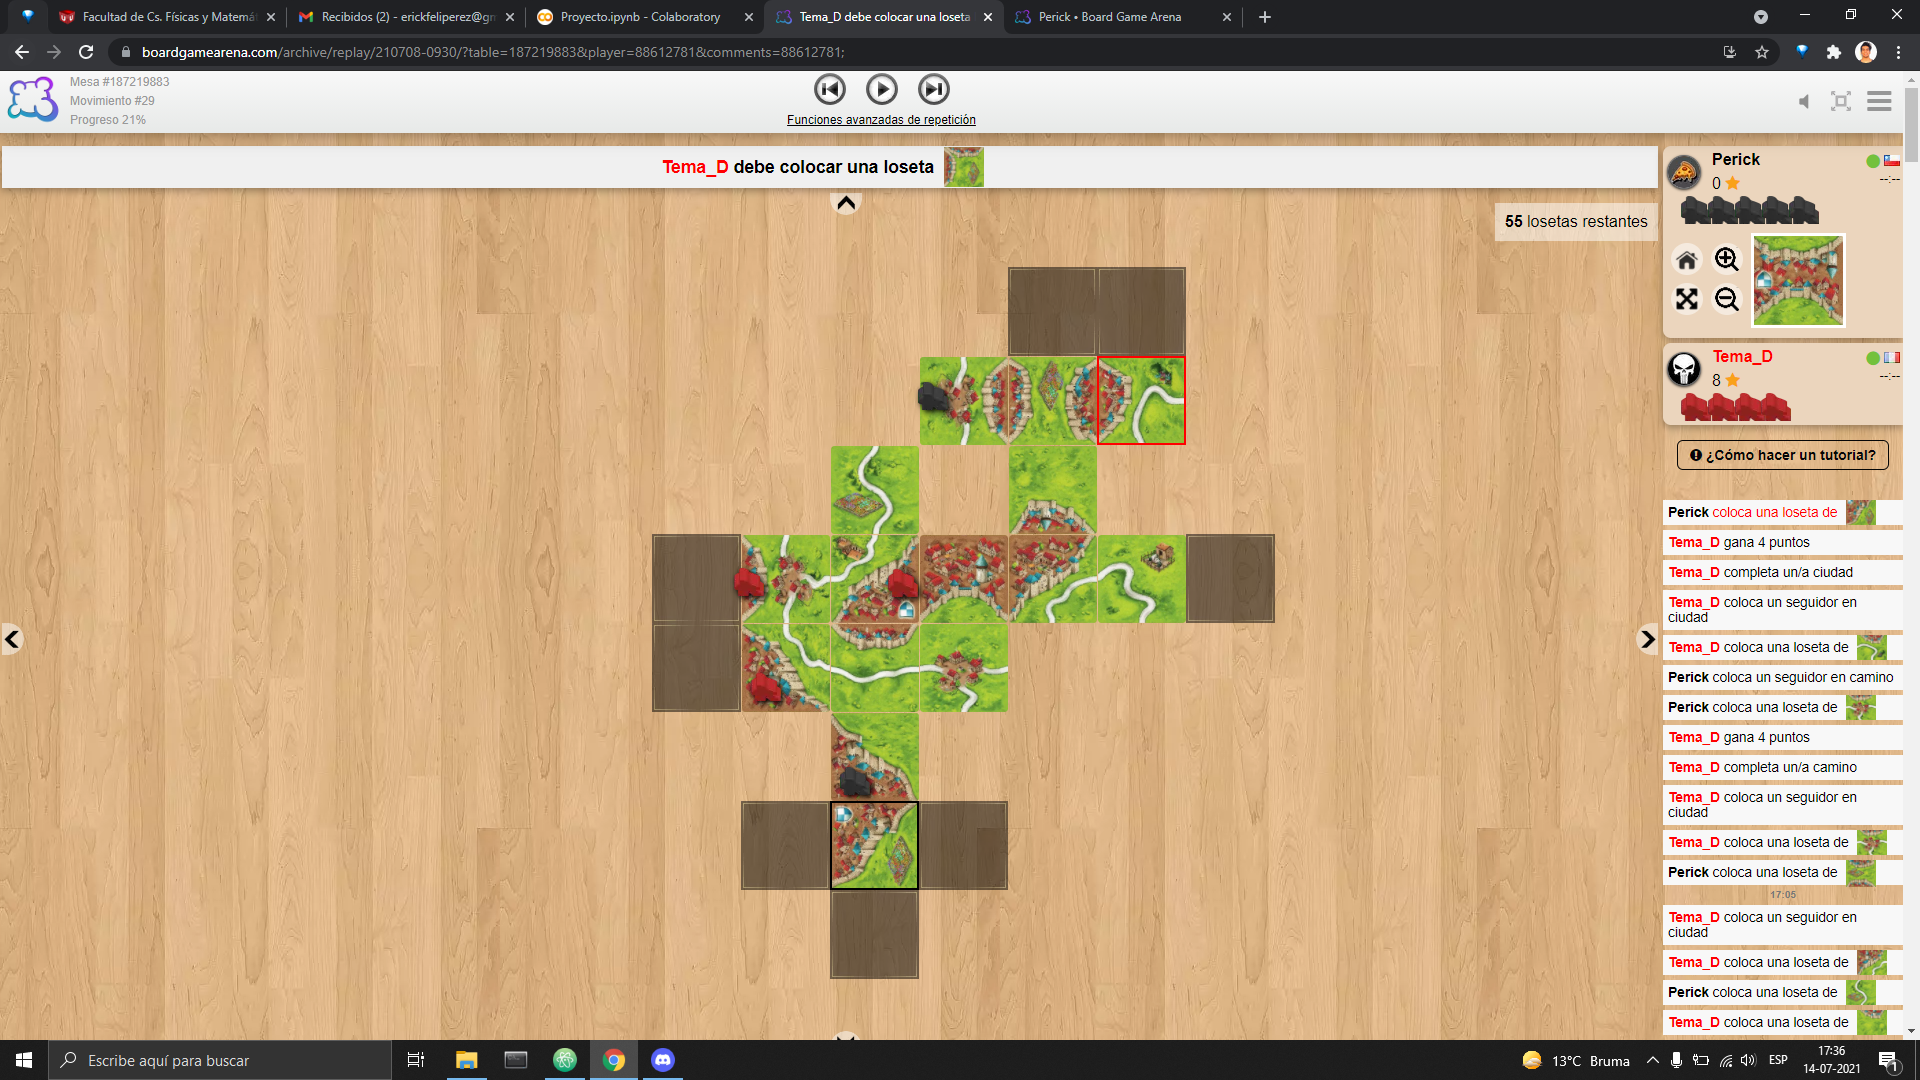 Facultad de Cs. Físicas y Matemá
Recibidos (2) - erickfeliperez@gm
Proyecto.ipynb - Colaboratory
Tema_D debe colocar una loseta
Perick • Board Game Arena
boardgamearena.com/archive/replay/210708-0930/?table=187219883&player=88612781&comments=88612781;
Mesa #187219883
Movimiento #29
Progreso 21%
Funciones avanzadas de repetición
Tema_D debe colocar una loseta
55 losetas restantes
Perick
0
--:--
Tema_D
8
--:--
¿Cómo hacer un tutorial?
Perick coloca una loseta de
Tema_D gana 4 puntos
Tema_D completa un/a ciudad
Tema_D coloca un seguidor en
ciudad
Tema_D coloca una loseta de
Perick coloca un seguidor en camino
Perick coloca una loseta de
Tema_D gana 4 puntos
Tema_D completa un/a camino
Tema_D coloca un seguidor en
ciudad
Tema_D coloca una loseta de
Perick coloca una loseta de
17:05
Tema_D coloca un seguidor en
ciudad
Tema_D coloca una loseta de
Perick coloca una loseta de
Tema_D coloca una loseta de
Escribe aquí para buscar
13°C Bruma
ESP
17:36
14-07-2021
1